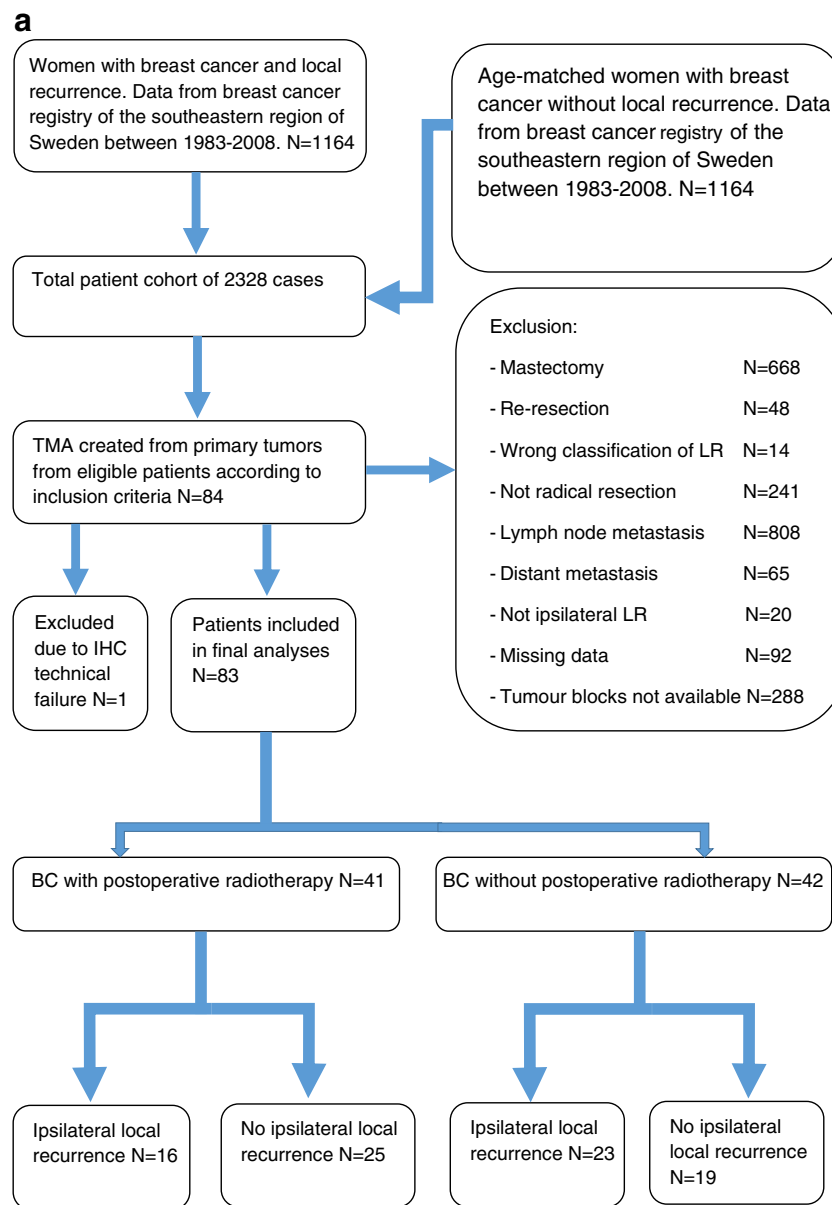 a
Women with breast cancer and local
recurrence. Data from breast cancer
registry of the southeastern region of
Sweden between 1983-2008. N=1164
Age-matched women with breast
cancer without local recurrence. Data
from breast cancer registry of the
southeastern region of Sweden
between 1983-2008. N=1164
Total patient cohort of 2328 cases
Exclusion:
- Mastectomy N=668
- Re-resection N=48
- Wrong classification of LR N=14
- Not radical resection N=241
- Lymph node metastasis N=808
- Distant metastasis N=65
- Not ipsilateral LR N=20
- Missing data N=92
- Tumour blocks not available N=288
TMA created from primary tumors
from eligible patients according to
inclusion criteria N=84
Excluded
due to IHC
technical
failure N=1
Patients included
in final analyses
N=83
BC with postoperative radiotherapy N=41
BC without postoperative radiotherapy N=42
Ipsilateral local
recurrence N=16
No ipsilateral local
recurrence N=25
Ipsilateral local
recurrence N=23
No ipsilateral
local recurrence
N=19